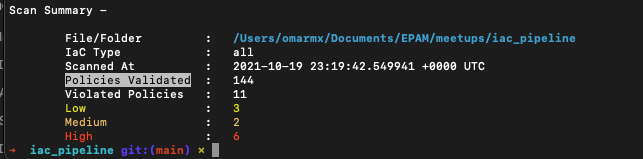 Scan Summary -
File/Folder : /Users/omarmx/Documents/EPAM/meetups/iac_pipeline
IaC Type : all
Scanned At : 2021-10-19 23:19:42.549941 +0000 UTC
Policies Validated : 144
Violated Policies : 11
Low : 3
Medium : 2
High : 6
→ iac_pipeline git:(main) ×